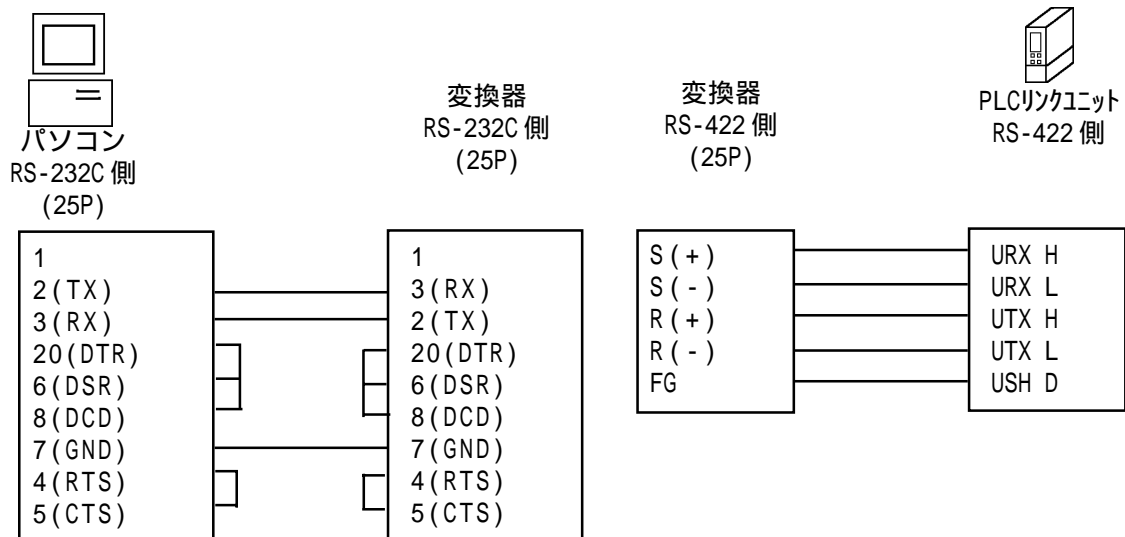 パソコン
RS-232C 側
(25P)
変換器
RS-232C 側
(25P)
変換器
RS-422 側
(25P)
PLCリンクユニット
RS-422 側
1
2(TX)
3(RX)
20(DTR)
6(DSR)
8(DCD)
7(GND)
4(RTS)
5(CTS)
1
3(RX)
2(TX)
20(DTR)
6(DSR)
8(DCD)
7(GND)
4(RTS)
5(CTS)
S(+)
S(-)
R(+)
R(-)
FG
URX H
URX L
UTX H
UTX L
USH D